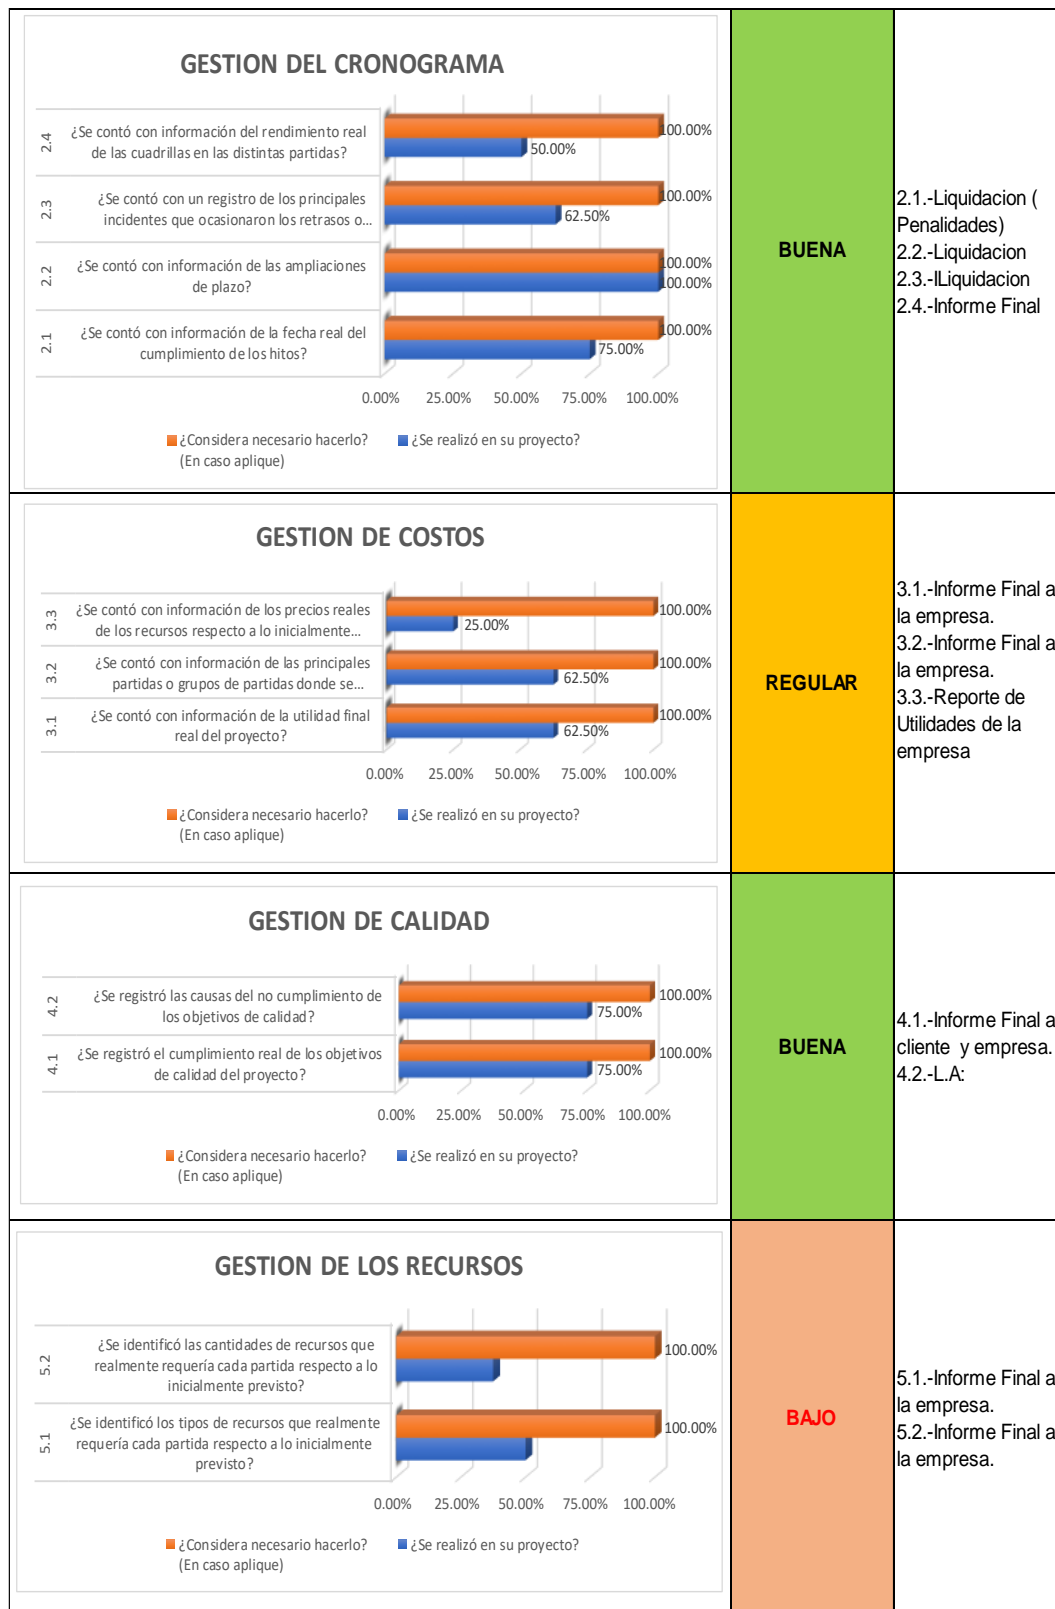 GESTION DEL CRONOGRAMA
2.4
¿Se contó con información del rendimiento real
de las cuadrillas en las distintas partidas?
100.00%
50.00%
2.3
¿Se contó con un registro de los principales
incidentes que ocasionaron los retrasos o...
100.00%
62.50%
2.2
¿Se contó con información de las ampliaciones
de plazo?
100.00%
100.00%
2.1
¿Se contó con información de la fecha real del
cumplimiento de los hitos?
100.00%
75.00%
0.00% 25.00% 50.00% 75.00% 100.00%
¿Considera necesario hacerlo?
(En caso aplique)
¿Se realizó en su proyecto?
BUENA
2.1.-Liquidacion (
Penalidades)
2.2.-Liquidacion
2.3.-lLiquidacion
2.4.-Informe Final
GESTION DE COSTOS
3.3
¿Se contó con información de los precios reales
de los recursos respecto a lo inicialmente...
100.00%
25.00%
3.2
¿Se contó con información de las principales
partidas o grupos de partidas donde se...
100.00%
62.50%
3.1
¿Se contó con información de la utilidad final
real del proyecto?
100.00%
62.50%
0.00% 25.00% 50.00% 75.00% 100.00%
¿Considera necesario hacerlo?
(En caso aplique)
¿Se realizó en su proyecto?
REGULAR
3.1.-Informe Final a
la empresa.
3.2.-Informe Final a
la empresa.
3.3.-Reporte de
Utilidades de la
empresa
GESTION DE CALIDAD
4.2
¿Se registró las causas del no cumplimiento de
los objetivos de calidad?
100.00%
75.00%
4.1
¿Se registró el cumplimiento real de los objetivos
de calidad del proyecto?
100.00%
75.00%
0.00% 25.00% 50.00% 75.00% 100.00%
¿Considera necesario hacerlo?
(En caso aplique)
¿Se realizó en su proyecto?
BUENA
4.1.-Informe Final a
cliente y empresa.
4.2.-L.A:
GESTION DE LOS RECURSOS
5.2
¿Se identificó las cantidades de recursos que
realmente requería cada partida respecto a lo
inicialmente previsto?
100.00%
5.1
¿Se identificó los tipos de recursos que realmente
requería cada partida respecto a lo inicialmente
previsto?
100.00%
0.00% 25.00% 50.00% 75.00% 100.00%
¿Considera necesario hacerlo?
(En caso aplique)
¿Se realizó en su proyecto?
BAJO
5.1.-Informe Final a
la empresa.
5.2.-Informe Final a
la empresa.